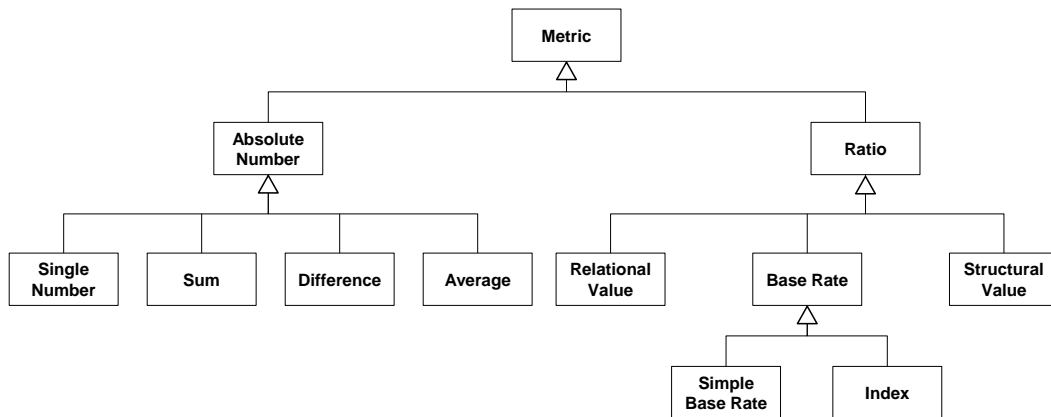 Metric
Absolute
Number
Ratio
Single
Number
Sum
Difference
Average
Relational
Value
Base Rate
Structural
Value
Simple
Base Rate
Index